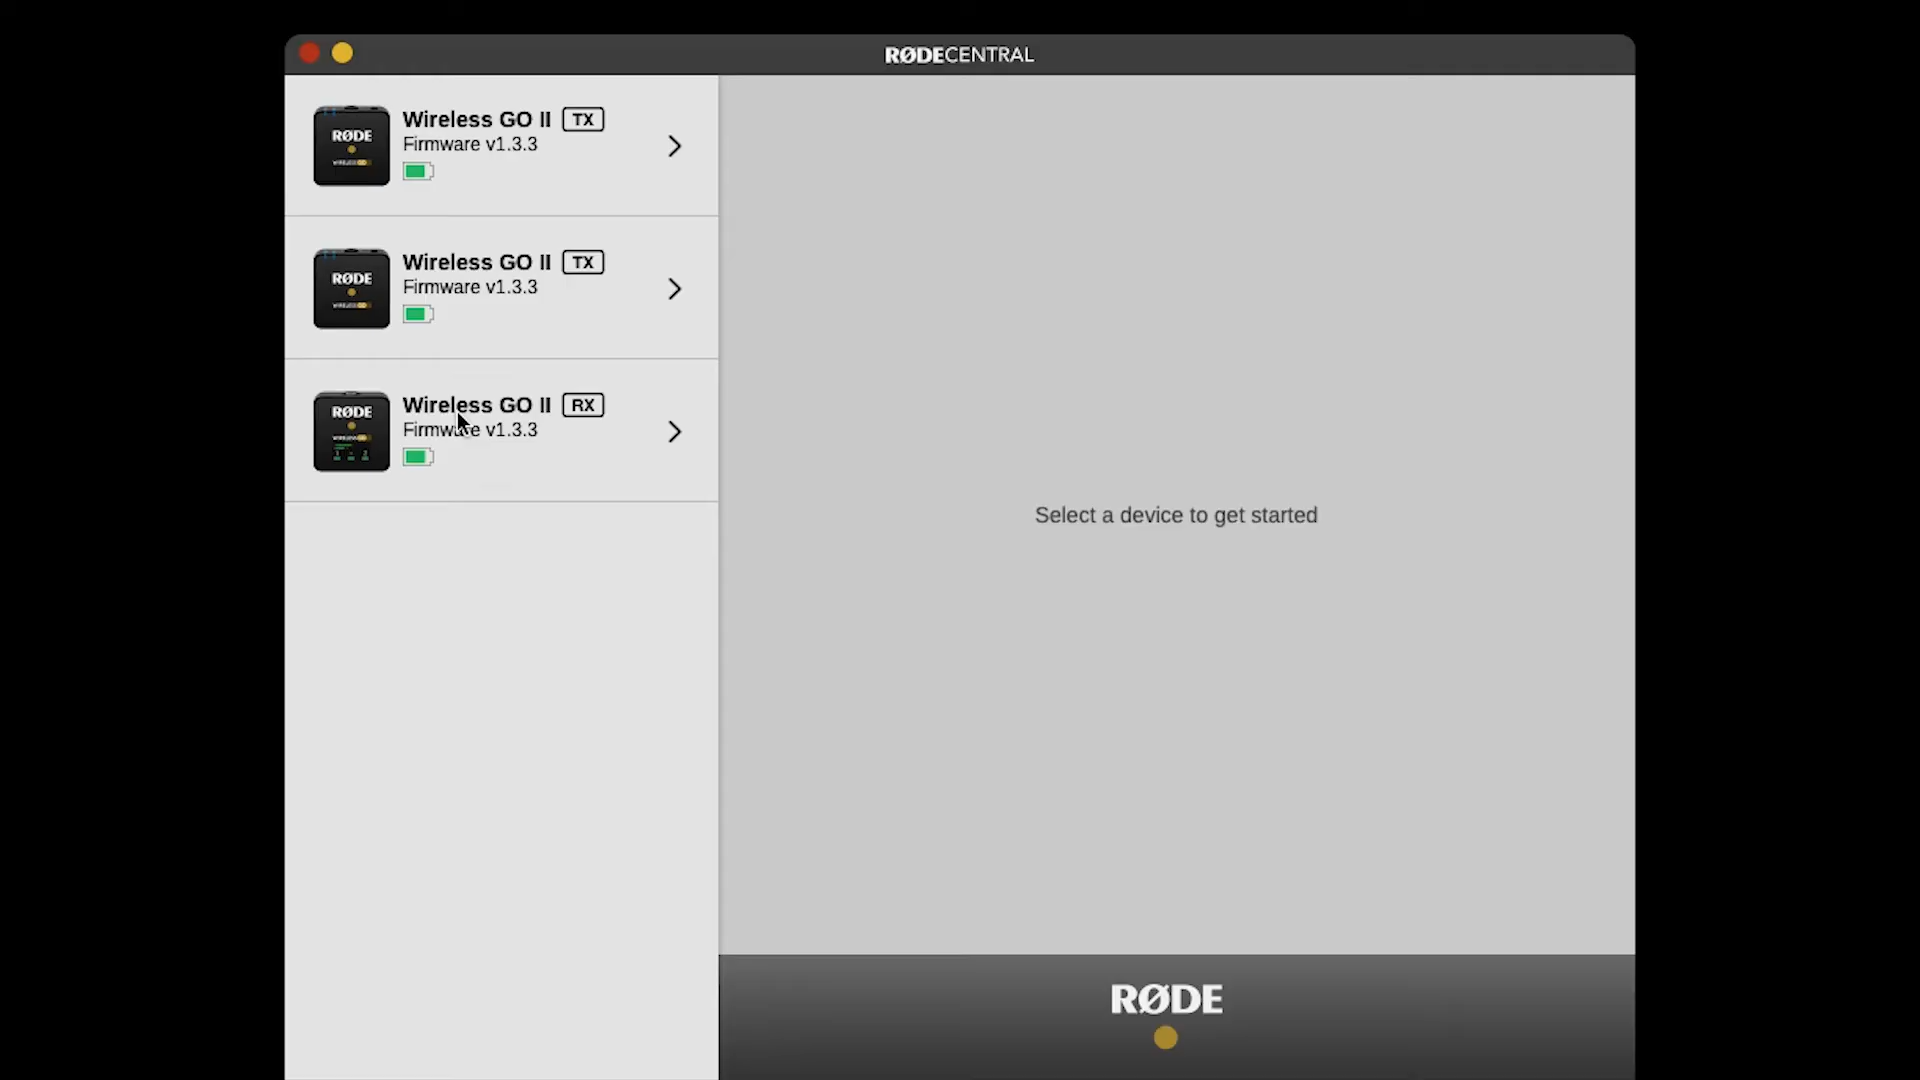 RØDECENTRAL
RØDE
Wireless GO II TX
Firmware v1.3.3
RØDE
Wireless GO II TX
Firmware v1.3.3
RØDE
Wireless GO II RX
Firmware v1.3.3
Select a device to get started
RØDE